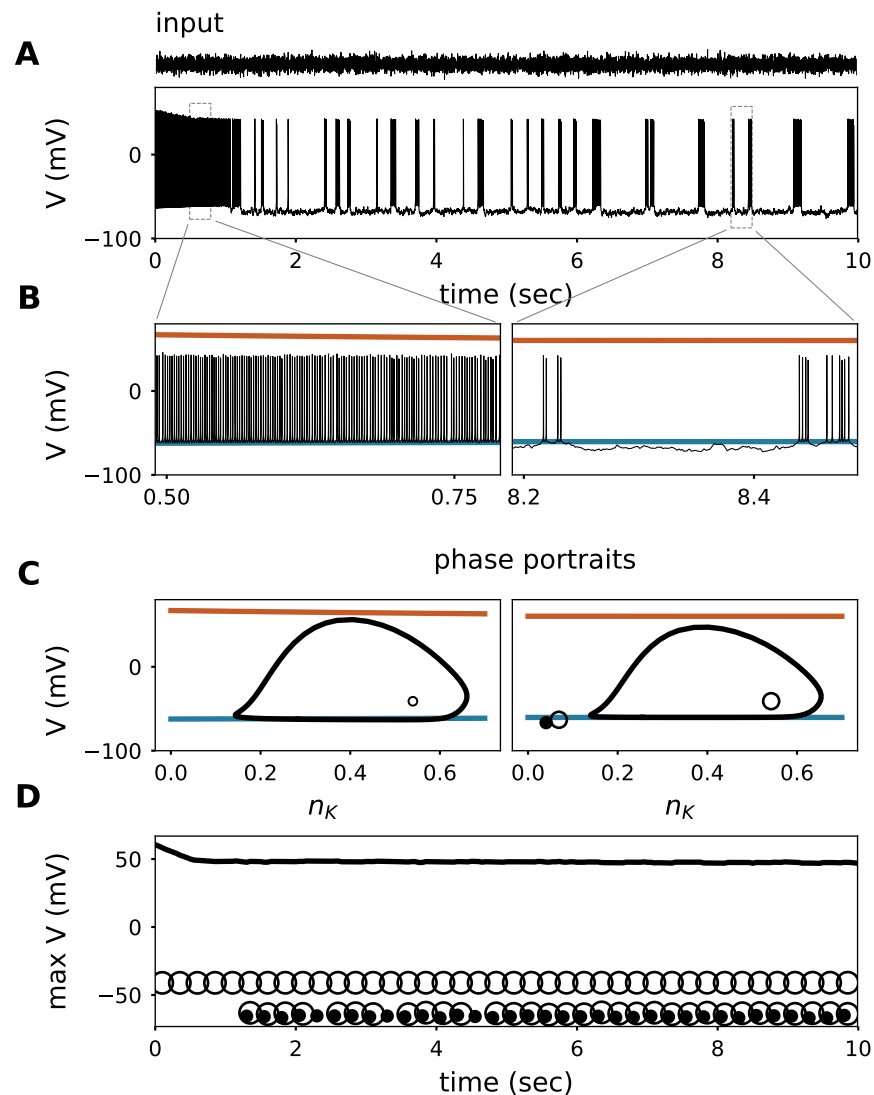 input
A
V (mV)
0
−100
0 2 4 6 8 10
time (sec)
B
V (mV)
0
−100
0.50 0.75 8.2 8.4
phase portraits
C
V (mV)
0
−100
0.0 0.2 0.4 0.6 0.0 0.2 0.4 0.6
n_K n_K
D
max V (mV)
50
0
−50
0 2 4 6 8 10
time (sec)